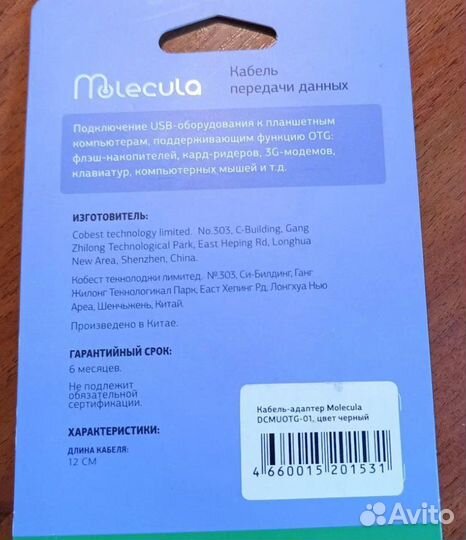 Molecula
Кабель
передачи данных
Подключение USB-оборудования к планшетным
компьютерам, поддерживающим функцию OTG:
флэш-накопителей, кард-ридеров, 3G-модемов,
клавиатур, компьютерных мышей и т.д.
ИЗГОТОВИТЕЛЬ:
Cobest technology limited. No.303, C-Building, Gang
Zhilong Technological Park, East Heping Rd, Longhua
New Area, Shenzhen, China.
Кобест текнолоджи лимитед. №303, Си-Билдинг, Ганг
Жилонг Текнологикал Парк, Еаст Хепинг Рд, Лонгхуа Нью
Ареа, Шенчьжень, Китай.
Произведено в Китае.
ГАРАНТИЙНЫЙ СРОК:
6 месяцев.
Не подлежит
обязательной
сертификации.
ХАРАКТЕРИСТИКИ:
ДЛИНА КАБЕЛЯ:
12 СМ
Кабель-адаптер Molecula
DCMUOTG-01, цвет черный
4 660015 201531
Avito